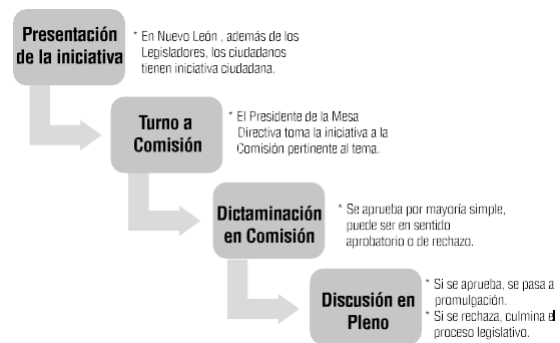 Presentación
de la iniciativa
* En Nuevo León , además de los
Legisladores, los ciudadanos
tienen iniciativa ciudadana.
Turno a
Comisión
* El Presidente de la Mesa
Directiva toma la iniciativa a la
Comisión pertinente al tema.
Dictaminación
en Comisión
* Se aprueba por mayoría simple,
puede ser en sentido
aprobatorio o de rechazo.
Discusión en
Pleno
* Si se aprueba, se pasa a
promulgación.
* Si se rechaza, culmina el
proceso legislativo.